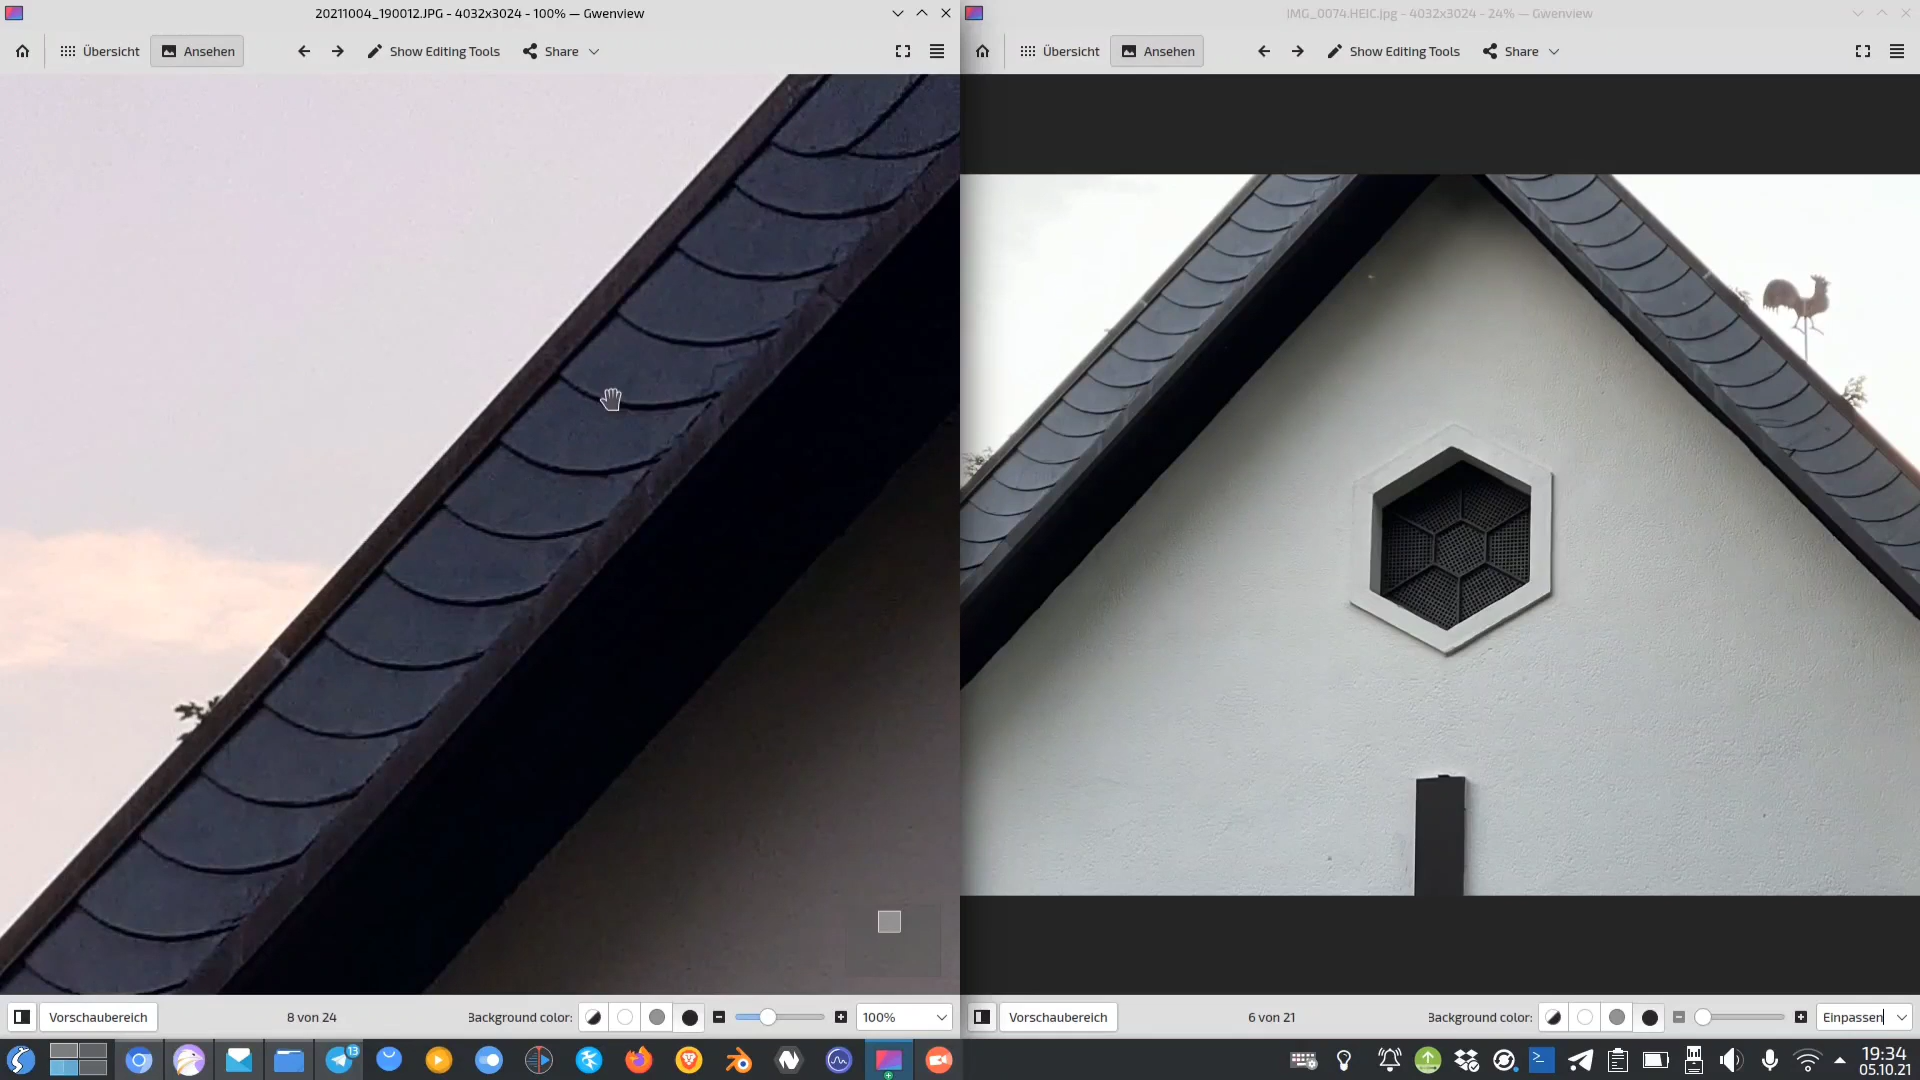 20211004_190012.JPG - 4032x3024 - 100% — Gwenview
IMG_0074.HEIC.jpg - 4032x3024 - 24% — Gwenview
Übersicht
Ansehen
Show Editing Tools
Share
Übersicht
Ansehen
Show Editing Tools
Share
Vorschaubereich
8 von 24
Background color:
100%
Vorschaubereich
6 von 21
Background color:
Einpassen
13
19:34
05.10.21